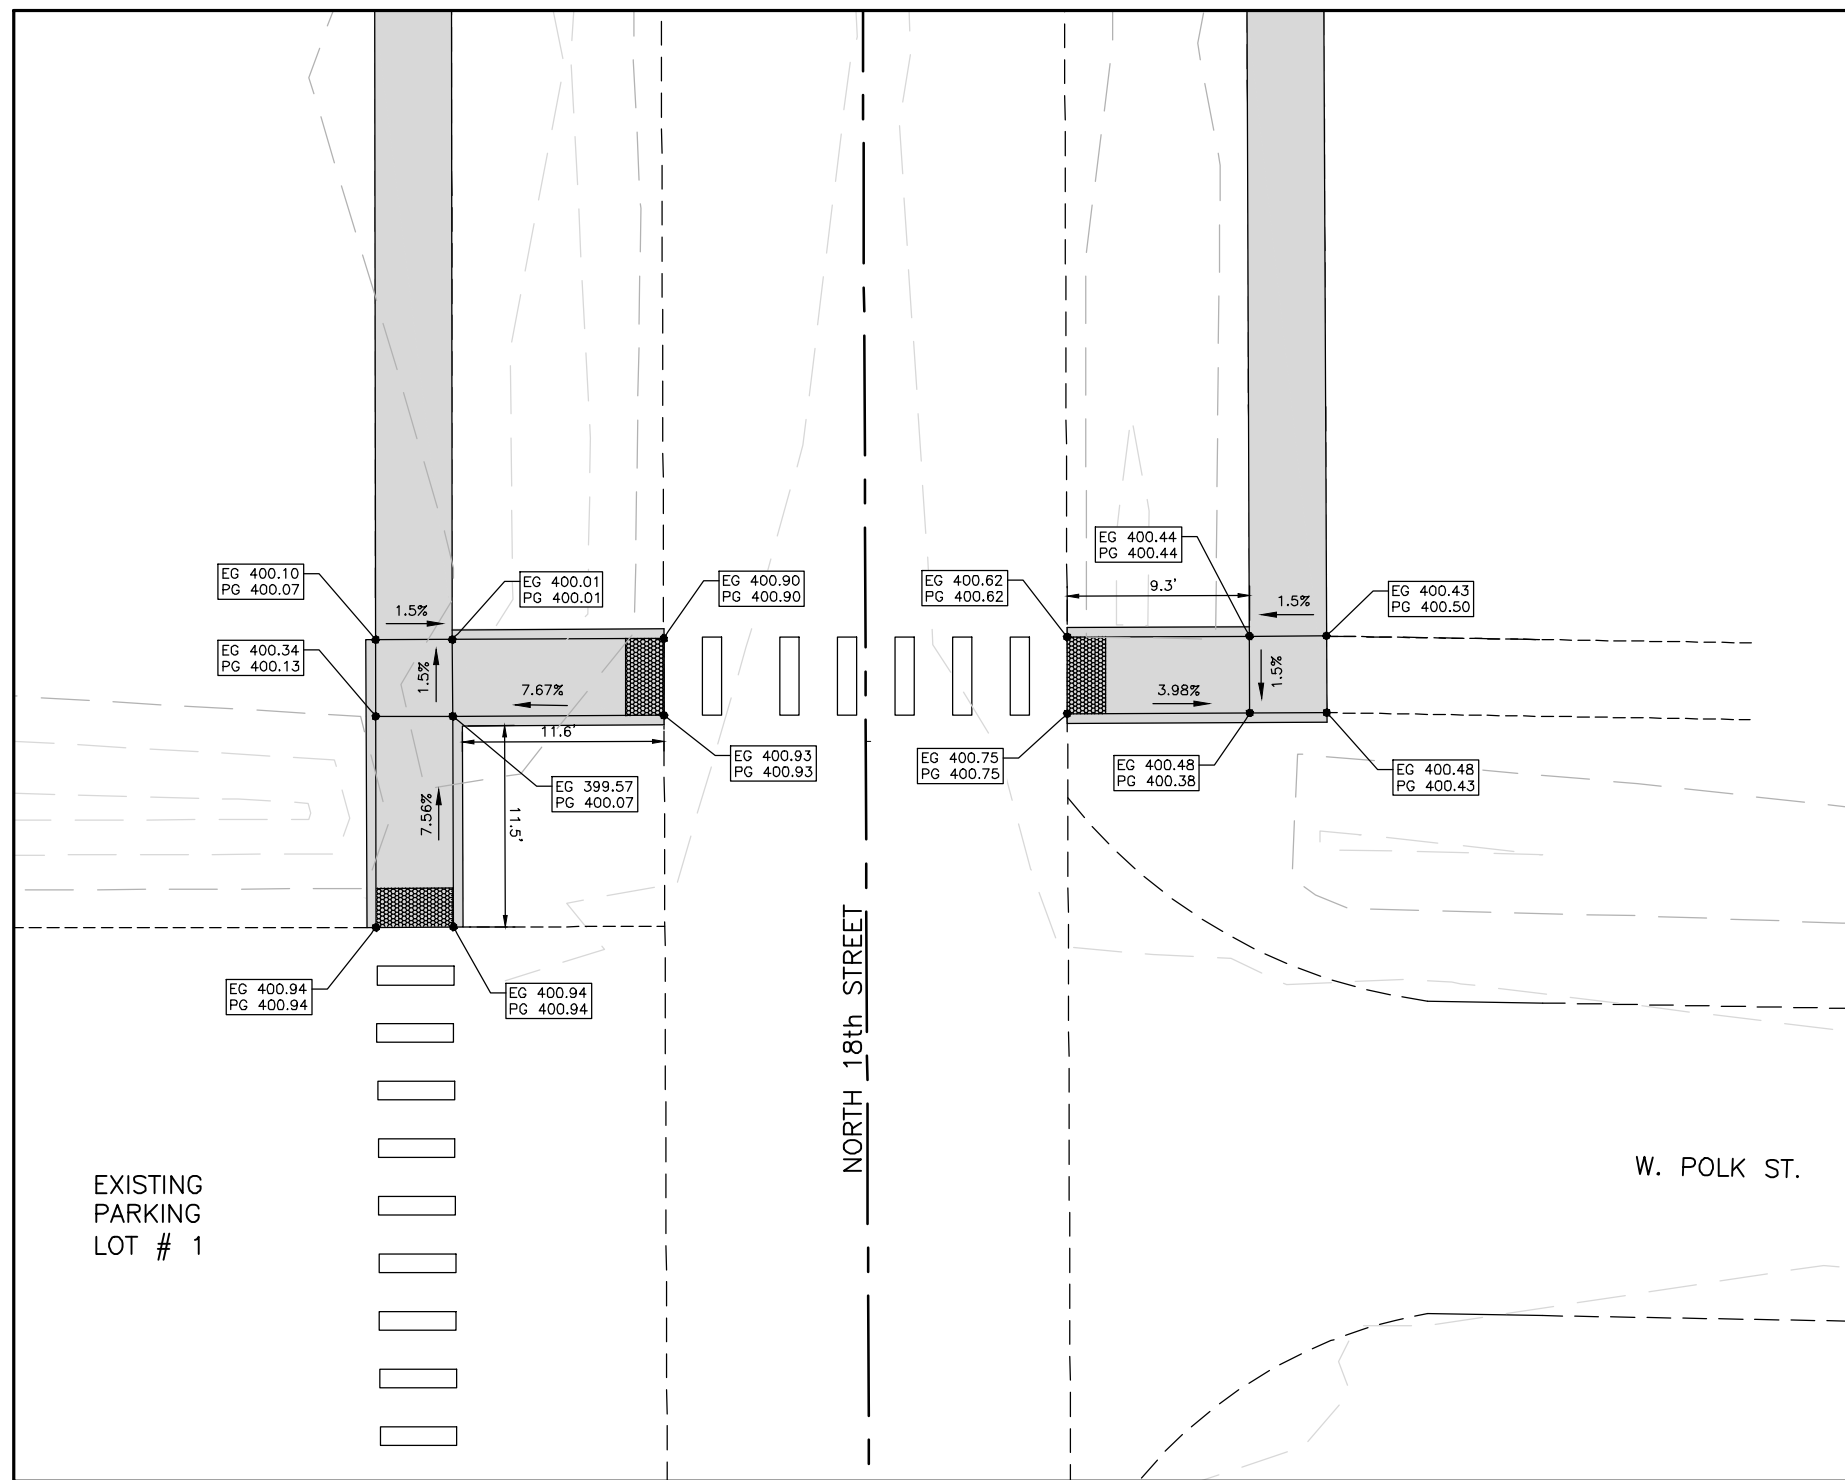 EG 400.44
PG 400.44
EG 400.10
PG 400.07
EG 400.01
PG 400.01
EG 400.90
PG 400.90
EG 400.62
PG 400.62
9.3'
EG 400.43
PG 400.50
1.5%
1.5%
EG 400.34
PG 400.13
1.5%
7.67%
3.98%
1.5%
11.6'
EG 400.93
PG 400.93
EG 400.75
PG 400.75
EG 400.48
PG 400.38
EG 400.48
PG 400.43
EG 399.57
PG 400.07
7.56%
11.5'
EG 400.94
PG 400.94
EG 400.94
PG 400.94
NORTH 18th STREET
EXISTING
PARKING
LOT # 1
W. POLK ST.